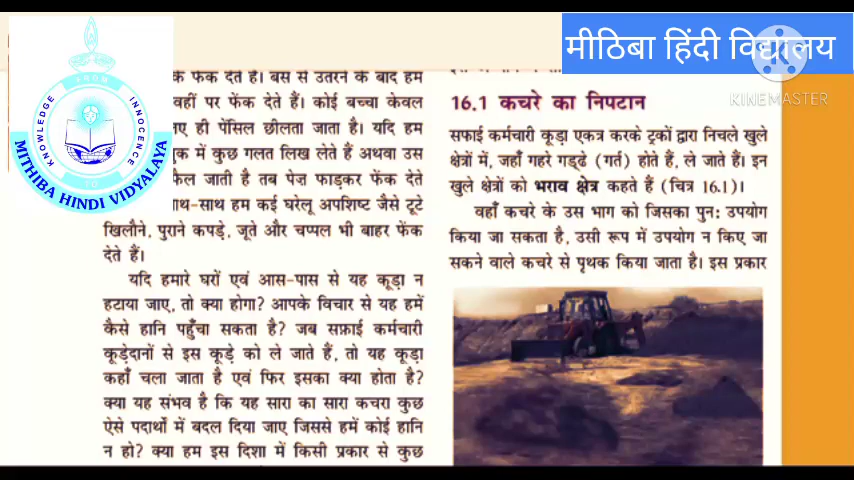 मीठिबा हिंदी विद्यालय
KINEMASTER
FROM
KNOWLEDGE
INNOCENCE
TO
MITHIBA HINDI VIDYALAYA
फेंक देते हैं। बस से उतरने के बाद हम
वहीं पर फेंक देते हैं। कोई बच्चा केवल
ही पेंसिल छीलता जाता है। यदि हम
में कुछ गलत लिख लेते हैं अथवा उस
जाती है तब पेज़ फाड़कर फेंक देते
हम कई घरेलू अपशिष्ट जैसे टूटे
खिलौने, पुराने कपड़े, जूते और चप्पल भी बाहर फेंक
देते हैं।
यदि हमारे घरों एवं आस-पास से यह कूड़ा न
हटाया जाए, तो क्या होगा? आपके विचार से यह हमें
कैसे हानि पहुँचा सकता है? जब सफ़ाई कर्मचारी
कूड़ेदानों से इस कूड़े को ले जाते हैं, तो यह कूड़ा
कहाँ चला जाता है एवं फिर इसका क्या होता है?
क्या यह संभव है कि यह सारा का सारा कचरा कुछ
ऐसे पदार्थों में बदल दिया जाए जिससे हमें कोई हानि
न हो? क्या हम इस दिशा में किसी प्रकार से कुछ
16.1 कचरे का निपटान
सफाई कर्मचारी कूड़ा एकत्र करके ट्रकों द्वारा निचले खुले
क्षेत्रों में, जहाँ गहरे गड्ढे (गर्त) होते हैं, ले जाते हैं। इन
खुले क्षेत्रों को भराव क्षेत्र कहते हैं (चित्र 16.1)।
वहाँ कचरे के उस भाग को जिसका पुन: उपयोग
किया जा सकता है, उसी रूप में उपयोग न किए जा
सकने वाले कचरे से पृथक किया जाता है। इस प्रकार